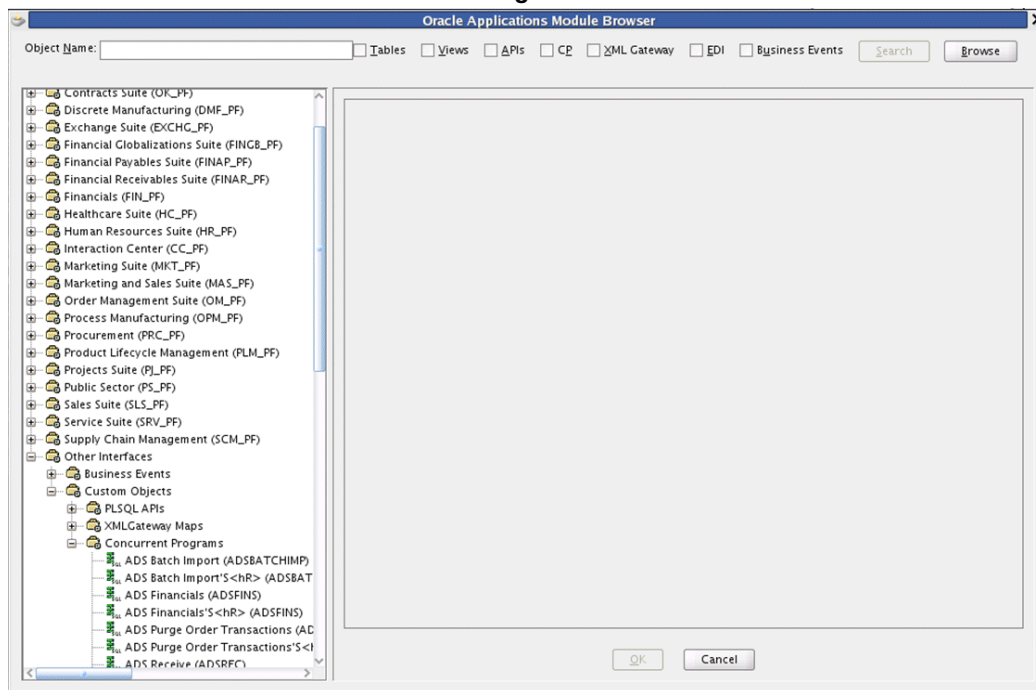 Oracle Applications Module Browser
Object Name: Tables Views APIs CP XML Gateway EDI Business Events Search Browse
Contracts Suite (OK_PF)
Discrete Manufacturing (DMF_PF)
Exchange Suite (EXCHG_PF)
Financial Globalizations Suite (FINGB_PF)
Financial Payables Suite (FINAP_PF)
Financial Receivables Suite (FINAR_PF)
Financials (FIN_PF)
Healthcare Suite (HC_PF)
Human Resources Suite (HR_PF)
Interaction Center (CC_PF)
Marketing Suite (MKT_PF)
Marketing and Sales Suite (MAS_PF)
Order Management Suite (OM_PF)
Process Manufacturing (OPM_PF)
Procurement (PRC_PF)
Product Lifecycle Management (PLM_PF)
Projects Suite (PJ_PF)
Public Sector (PS_PF)
Sales Suite (SLS_PF)
Service Suite (SRV_PF)
Supply Chain Management (SCM_PF)
Other Interfaces
Business Events
Custom Objects
PLSQL APIs
XMLGateway Maps
Concurrent Programs
ADS Batch Import (ADSBATCHIMP)
ADS Batch Import'S<hR> (ADSBAT
ADS Financials (ADSFINS)
ADS Financials'S<hR> (ADSFINS)
ADS Purge Order Transactions (AD
ADS Purge Order Transactions'S<h
ADS Receive (ADSREC)
OK Cancel